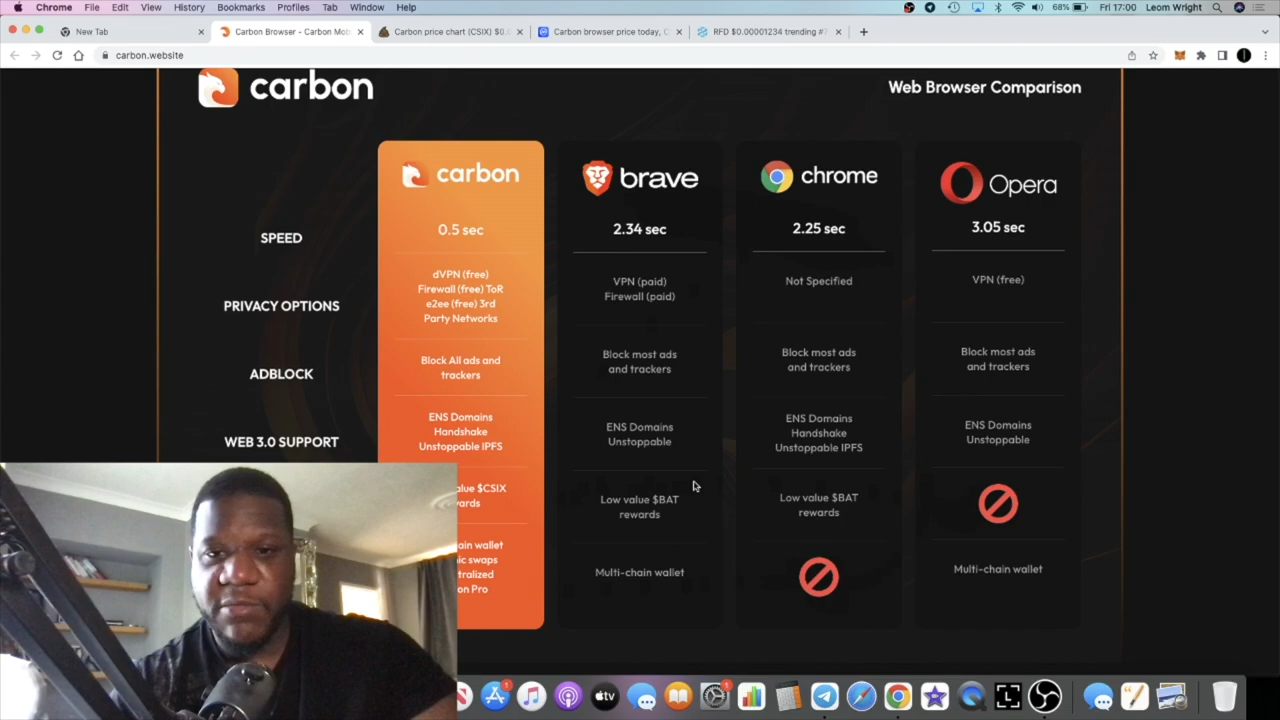 Chrome File Edit View History Bookmarks Profiles Tab Window Help 68% Fri 17:00 Leom Wright
New Tab Carbon Browser - Carbon Mob Carbon price chart (CSIX) $0. Carbon browser price today, C RFD $0.00001234 trending #
carbon.website
carbon
Web Browser Comparison
carbon brave chrome Opera
SPEED
0.5 sec
2.34 sec
2.25 sec
3.05 sec
PRIVACY OPTIONS
dVPN (free)
Firewall (free) ToR
e2ee (free) 3rd
Party Networks
VPN (paid)
Firewall (paid)
Not Specified
VPN (free)
ADBLOCK
Block All ads and
trackers
Block most ads
and trackers
Block most ads
and trackers
Block most ads
and trackers
WEB 3.0 SUPPORT
ENS Domains
Handshake
Unstoppable IPFS
ENS Domains
Unstoppable
ENS Domains
Handshake
Unstoppable IPFS
ENS Domains
Unstoppable
$CSIX
Low value $BAT
rewards
Low value $BAT
rewards
wallet
swaps
Pro
Multi-chain wallet
Multi-chain wallet
tv